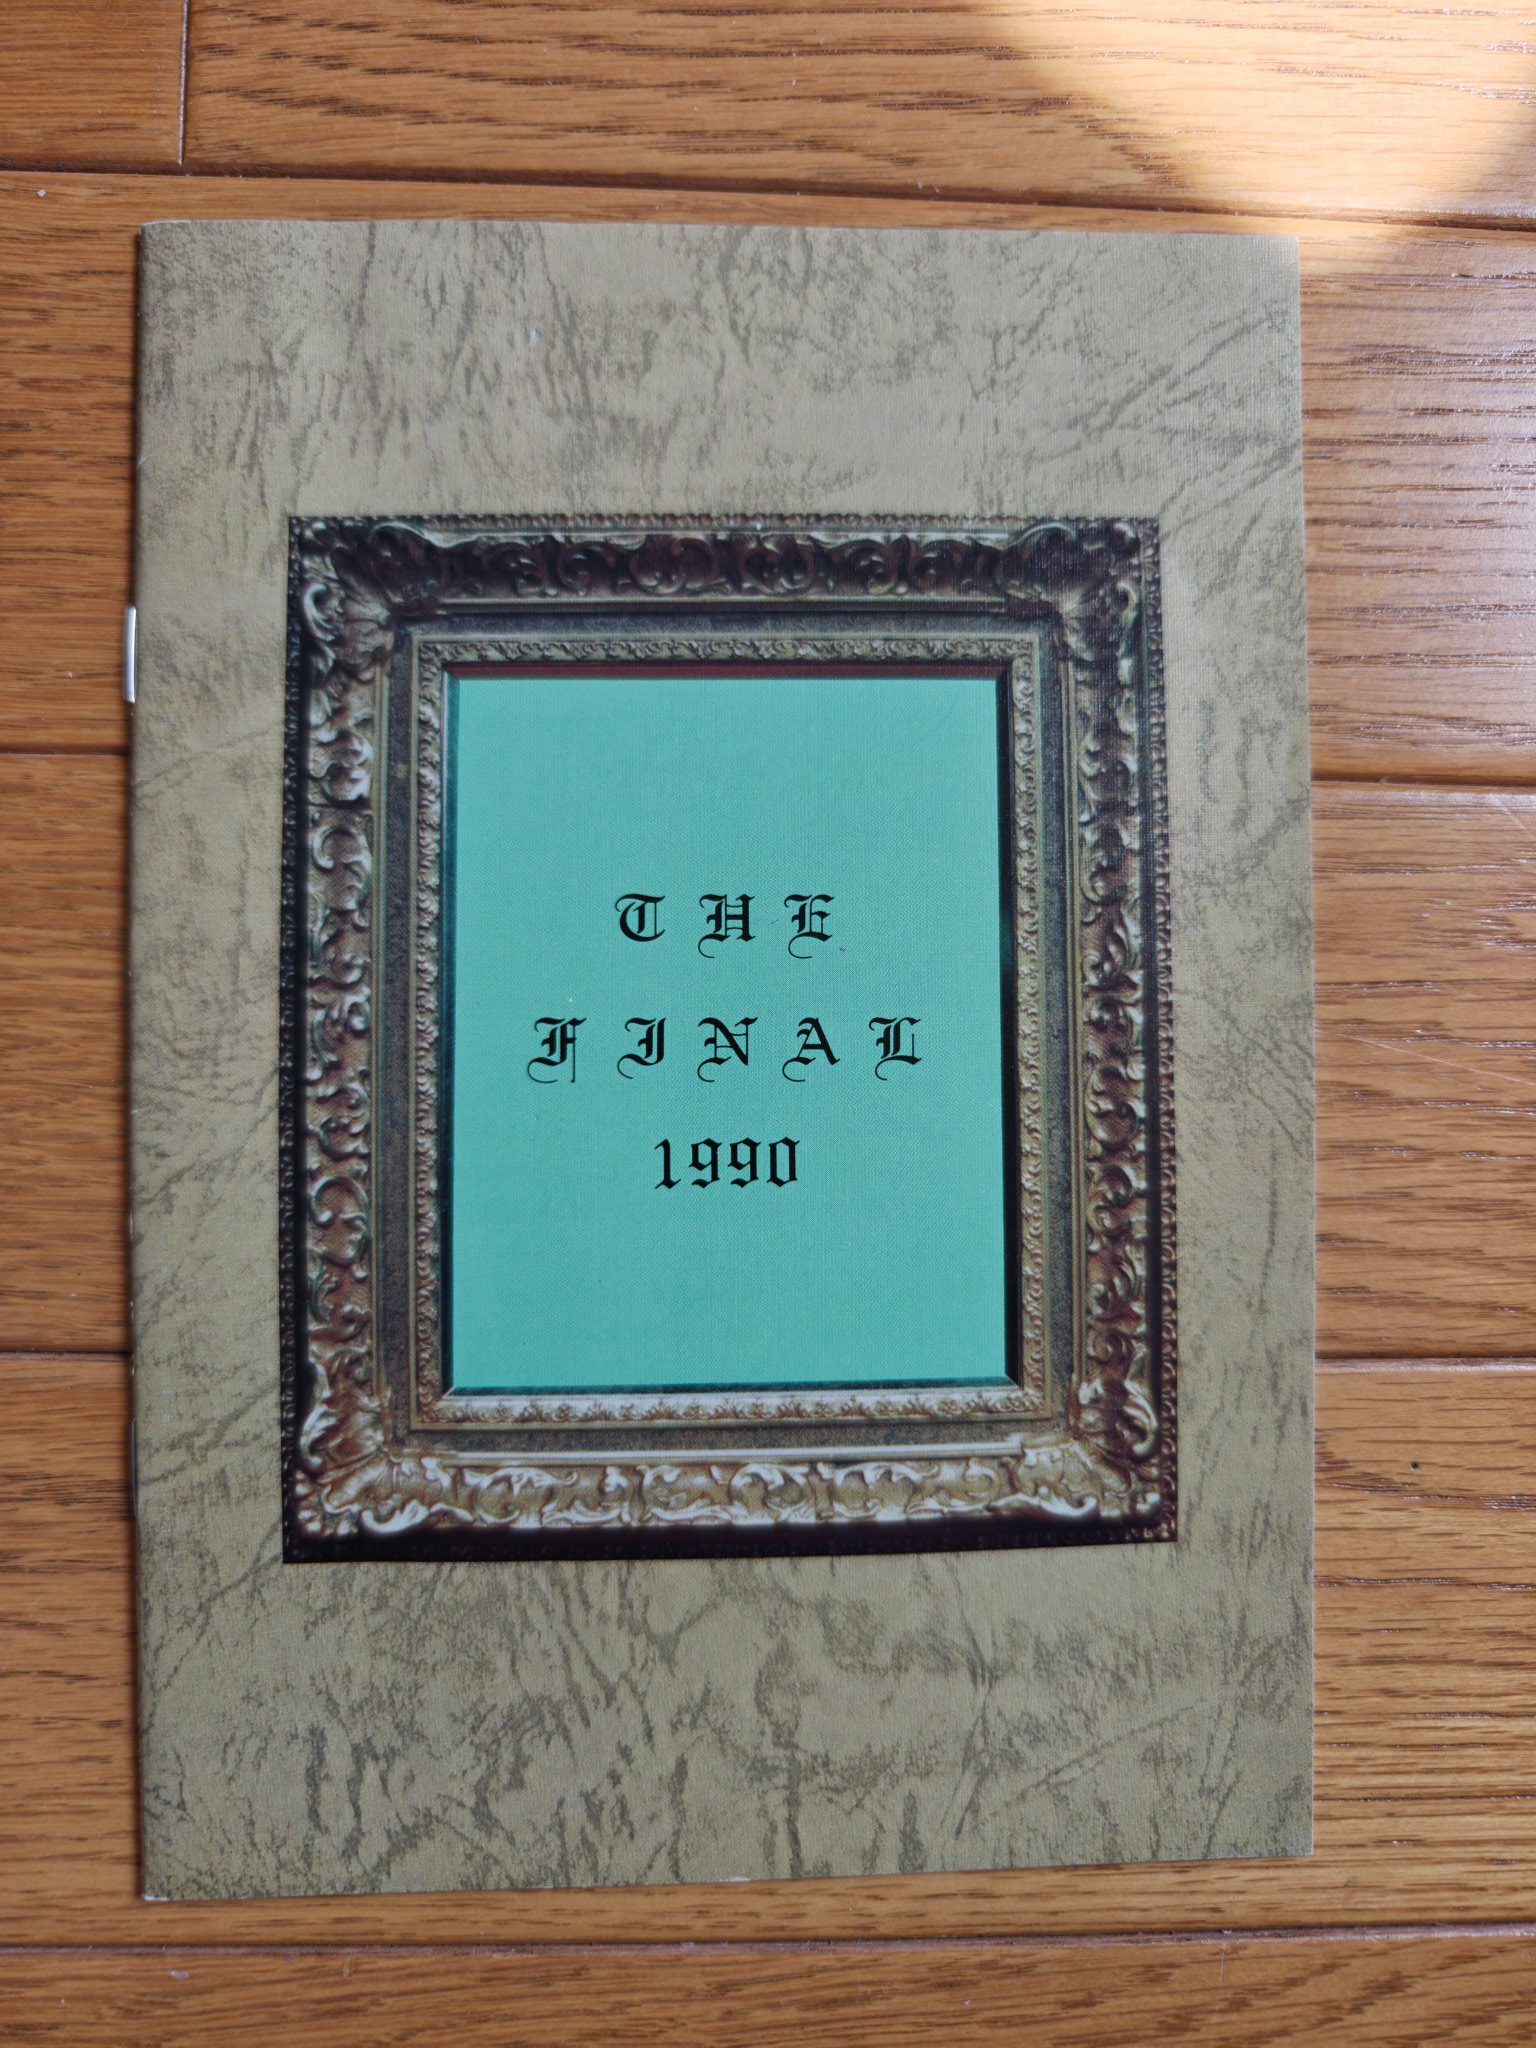 THE
FINAL
1990